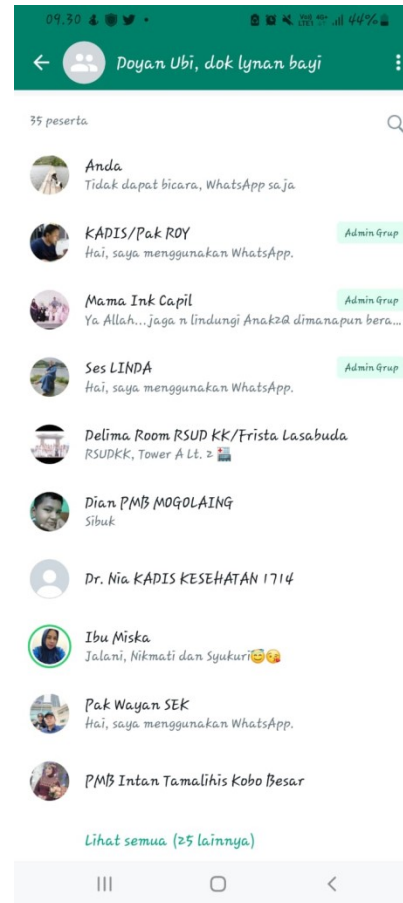 09.30
44%
Doyan Ubi, dok lynan bayi
35 peserta
Anda
Tidak dapat bicara, WhatsApp saja
KADIS/Pak ROY
Admin Grup
Hai, saya menggunakan WhatsApp.
Mama Ink Capil
Admin Grup
Ya Allah...jaga n lindungi Anakz@ dimanapun bera...
Ses LINDA
Admin Grup
Hai, saya menggunakan WhatsApp.
Delima Room RSUD KK/Frista Lasabuda
RSUDKK, Tower A Lt. 2 🏥
Dian PMB MOGOLAING
Sibuk
Dr. Nia KADIS KESEHATAN 1714
Ibu Miska
Jalani, Nikmati dan Syukuri😇😘
Pak Wayan SEK
Hai, saya menggunakan WhatsApp.
PMB Intan Tamalihis Kobo Besar
Lihat semua (25 lainnya)